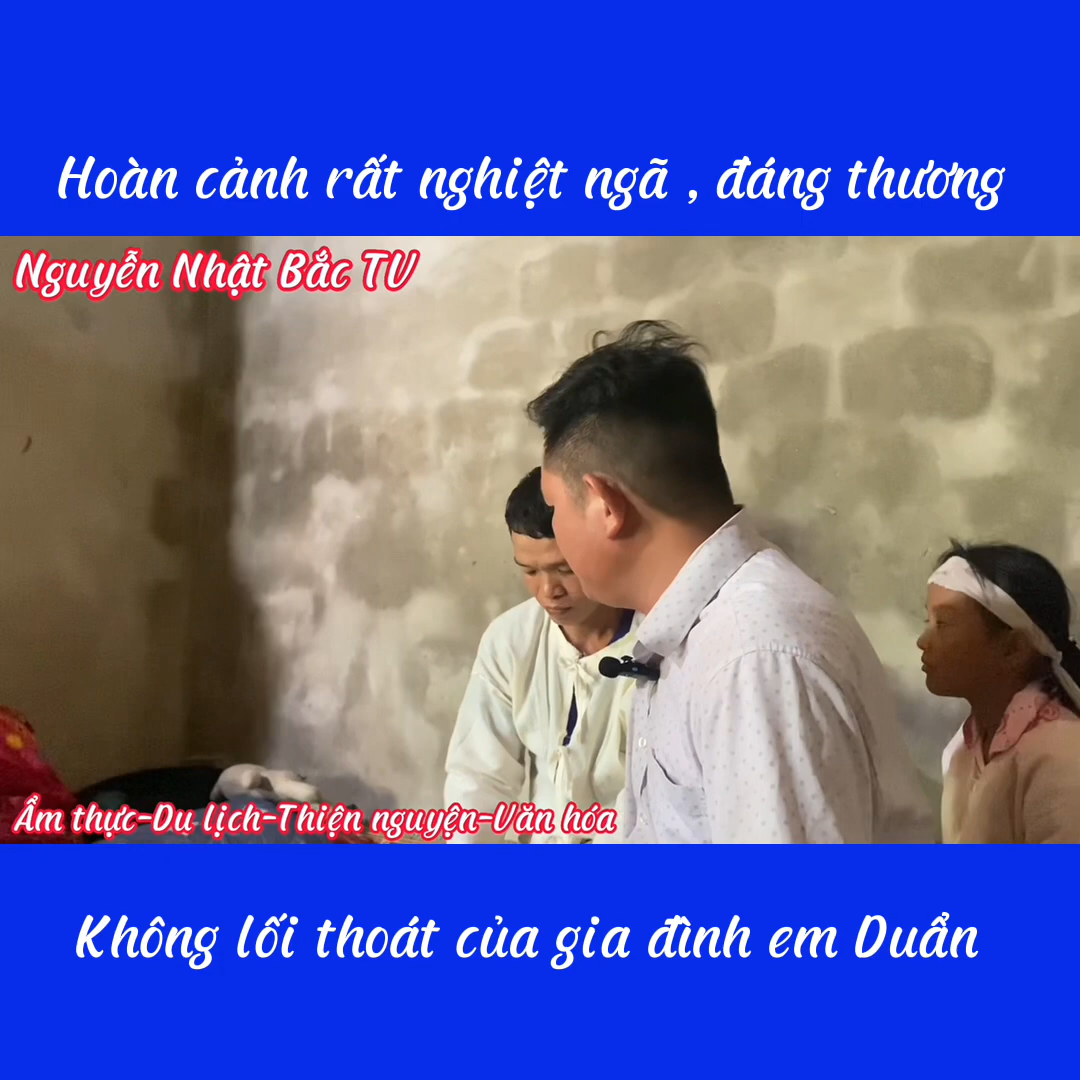 Hoàn cảnh rất nghiệt ngã , đáng thương
Nguyễn Nhật Bắc TV
Ẩm thực-Du lịch-Thiện nguyện-Văn hóa
Không lối thoát của gia đình em Duẩn